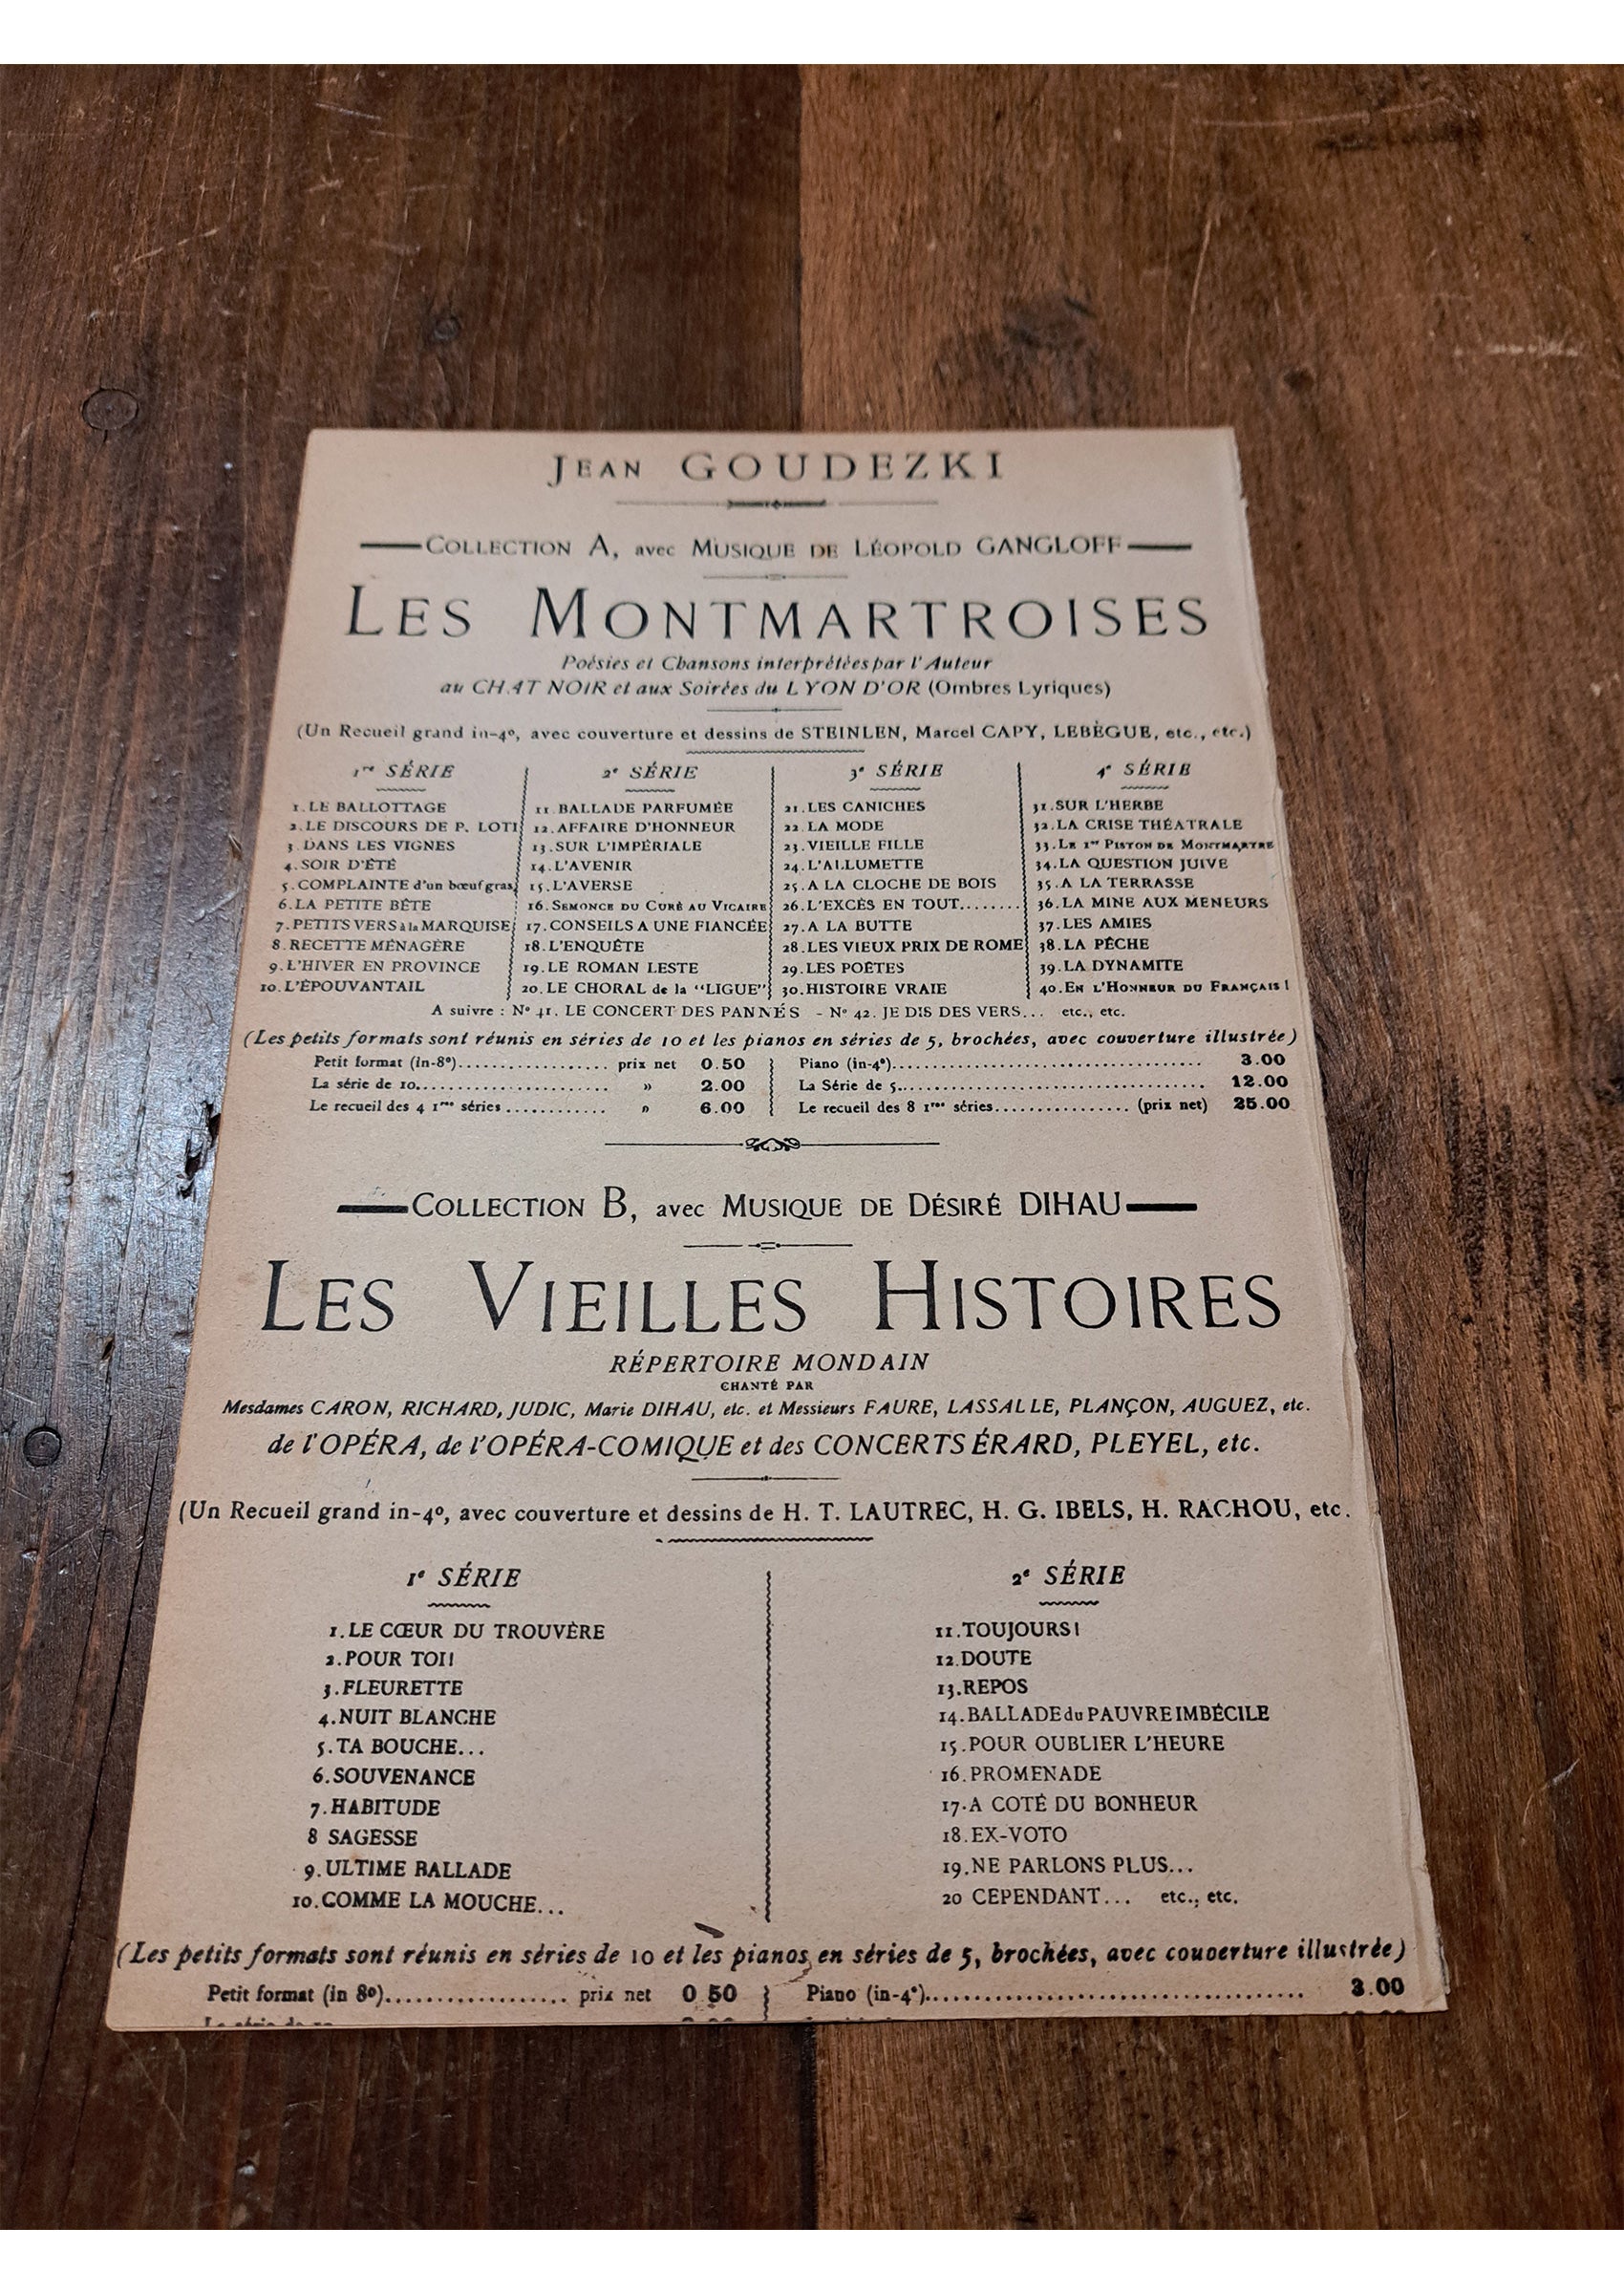 JEAN GOUDEZKI
COLLECTION A, avec MUSIQUE DE LÉOPOLD GANGLOFF
LES MONTMARTROISES
Poésies et Chansons interprétées par l'Auteur
au CHAT NOIR et aux Soirées du LYON D'OR (Ombres Lyriques)
(Un Recueil grand in-4º, avec couverture et dessins de STEINLEN, Marcel CAPY, LEBÈGUE, etc., etc.)
1re SÉRIE
1. LE BALLOTTAGE
2. LE DISCOURS DE P. LOTI
3. DANS LES VIGNES
4. SOIR D'ÉTÉ
5. COMPLAINTE d'un bœuf gras
6. LA PETITE BÊTE
7. PETITS VERS à la MARQUISE
8. RECETTE MÉNAGÈRE
9. L'HIVER EN PROVINCE
10. L'ÉPOUVANTAIL
2e SÉRIE
11. BALLADE PARFUMÉE
12. AFFAIRE D'HONNEUR
13. SUR L'IMPÉRIALE
14. L'AVENIR
15. L'AVERSE
16. SEMONCE DU CURÉ AU VICAIRE
17. CONSEILS A UNE FIANCÉE
18. L'ENQUÊTE
19. LE ROMAN LESTE
20. LE CHORAL de la "LIGUE"
3e SÉRIE
21. LES CANICHES
22. LA MODE
23. VIEILLE FILLE
24. L'ALLUMETTE
25. A LA CLOCHE DE BOIS
26. L'EXCÈS EN TOUT........
27. A LA BUTTE
28. LES VIEUX PRIX DE ROME
29. LES POÈTES
30. HISTOIRE VRAIE
4e SÉRIE
31. SUR L'HERBE
32. LA CRISE THÉATRALE
33. LE 1er PISTON DE MONTMARTRE
34. LA QUESTION JUIVE
35. A LA TERRASSE
36. LA MINE AUX MENEURS
37. LES AMIES
38. LA PÊCHE
39. LA DYNAMITE
40. EN L'HONNEUR DU FRANÇAIS !
A suivre : Nº 41. LE CONCERT DES PANNÉS - Nº 42. JE DIS DES VERS... etc., etc.
(Les petits formats sont réunis en séries de 10 et les pianos en séries de 5, brochées, avec couverture illustrée)
Petit format (in-8º).................. prix net 0.50
La série de 10...................... » 2.00
Le recueil des 4 1res séries ............ » 6.00
Piano (in-4º)..................................... 3.00
La Série de 5.................................... 12.00
Le recueil des 8 1res séries................ (prix net) 25.00
COLLECTION B, avec MUSIQUE DE DÉSIRÉ DIHAU
LES VIEILLES HISTOIRES
RÉPERTOIRE MONDAIN
CHANTÉ PAR
Mesdames CARON, RICHARD, JUDIC, Marie DIHAU, etc. et Messieurs FAURE, LASSALLE, PLANÇON, AUGUEZ, etc.
de l'OPÉRA, de l'OPÉRA-COMIQUE et des CONCERTS ÉRARD, PLEYEL, etc.
(Un Recueil grand in-4º, avec couverture et dessins de H. T. LAUTREC, H. G. IBELS, H. RACHOU, etc.
1e SÉRIE
1. LE CŒUR DU TROUVÈRE
2. POUR TOI!
3. FLEURETTE
4. NUIT BLANCHE
5. TA BOUCHE...
6. SOUVENANCE
7. HABITUDE
8 SAGESSE
9. ULTIME BALLADE
10. COMME LA MOUCHE...
2e SÉRIE
11. TOUJOURS!
12. DOUTE
13. REPOS
14. BALLADE du PAUVRE IMBÉCILE
15. POUR OUBLIER L'HEURE
16. PROMENADE
17. A COTÉ DU BONHEUR
18. EX-VOTO
19. NE PARLONS PLUS...
20 CEPENDANT... etc., etc.
(Les petits formats sont réunis en séries de 10 et les pianos en séries de 5, brochées, avec couverture illustrée)
Petit format (in 8º).................. prix net 0 50
Piano (in-4º)..................................... 3.00